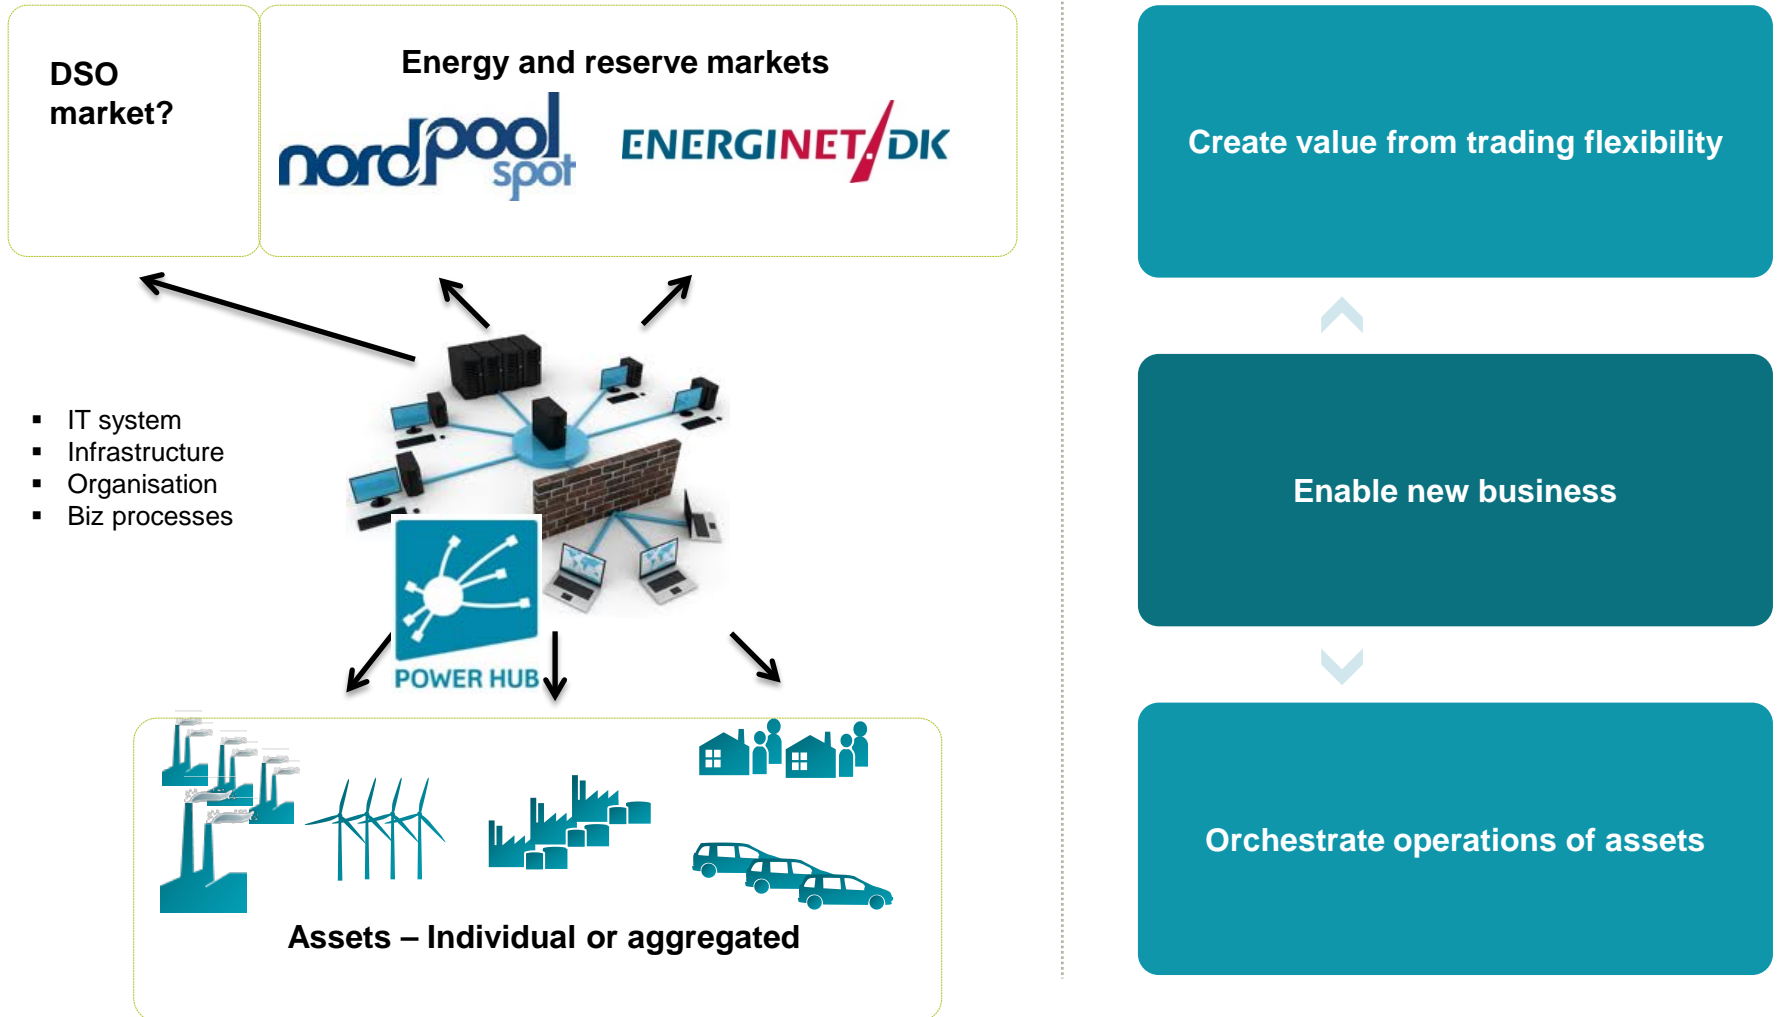 DSO
market?
Energy and reserve markets
nordpool
spot
ENERGINET/DK
▪ IT system
▪ Infrastructure
▪ Organisation
▪ Biz processes
POWER HUB
Assets – Individual or aggregated
Create value from trading flexibility
Enable new business
Orchestrate operations of assets